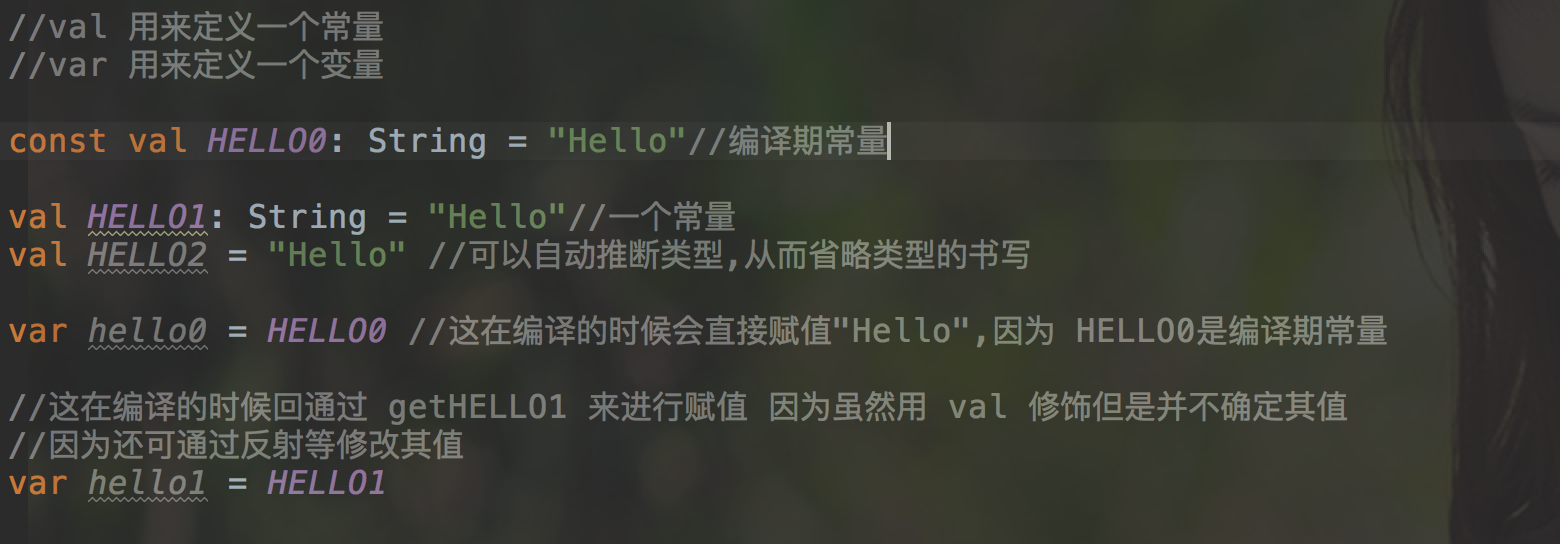 //val 用来定义一个常量
//var 用来定义一个变量
const val HELLO0: String = "Hello"//编译期常量
val HELLO1: String = "Hello"//一个常量
val HELLO2 = "Hello" //可以自动推断类型,从而省略类型的书写
var hello0 = HELLO0 //这在编译的时候会直接赋值"Hello",因为 HELLO0是编译期常量
//这在编译的时候回通过 getHELLO1 来进行赋值 因为虽然用 val 修饰但是并不确定其值
//因为还可通过反射等修改其值
var hello1 = HELLO1